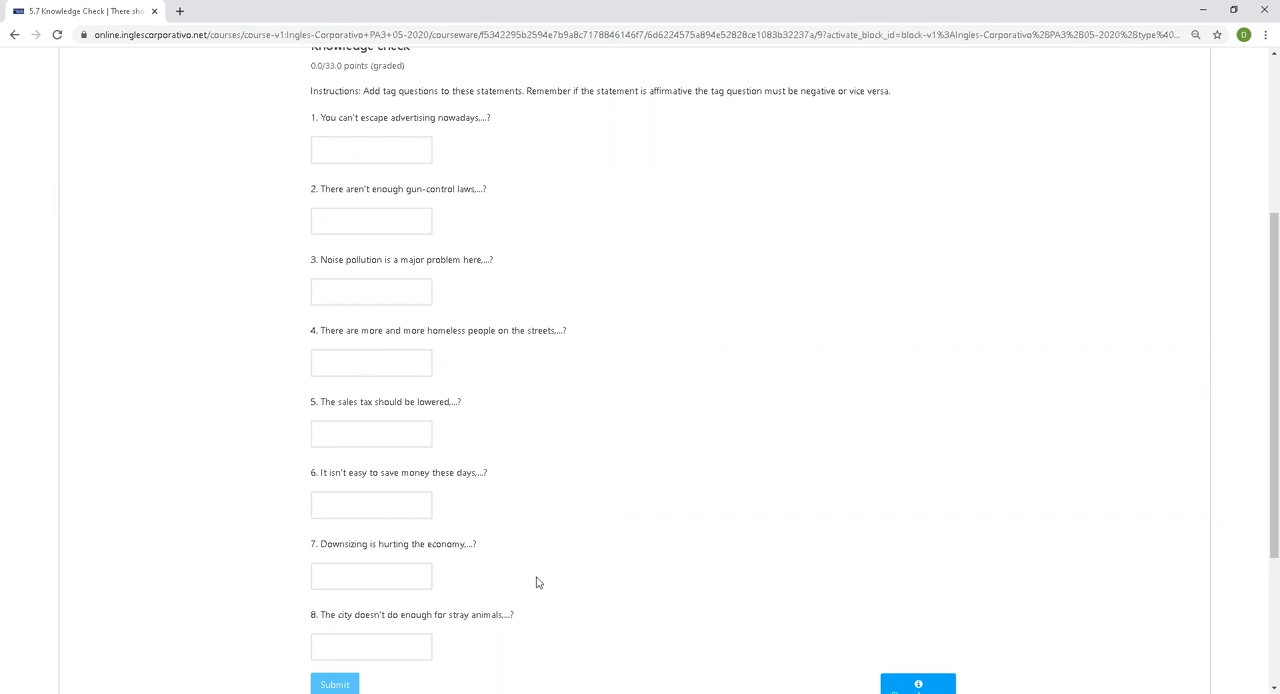 5.7 Knowledge Check | There sho
online.inglescorporativo.net/courses/course-v1:Ingles-Corporativo+PA3+05-2020/courseware/f5342295b2594e7b9a8c7178846146f7/6d6224575a894e52828ce1083b32237a/9?activate_block_id=block-v1%3AIngles-Corporativo%2BPA3%2B05-2020%2Btype%40...
D
Knowledge Check
0.0/33.0 points (graded)
Instructions: Add tag questions to these statements. Remember if the statement is affirmative the tag question must be negative or vice versa.
1. You can't escape advertising nowadays,...?
2. There aren't enough gun-control laws,...?
3. Noise pollution is a major problem here,...?
4. There are more and more homeless people on the streets,...?
5. The sales tax should be lowered,...?
6. It isn't easy to save money these days,...?
7. Downsizing is hurting the economy,...?
8. The city doesn't do enough for stray animals,...?
Submit